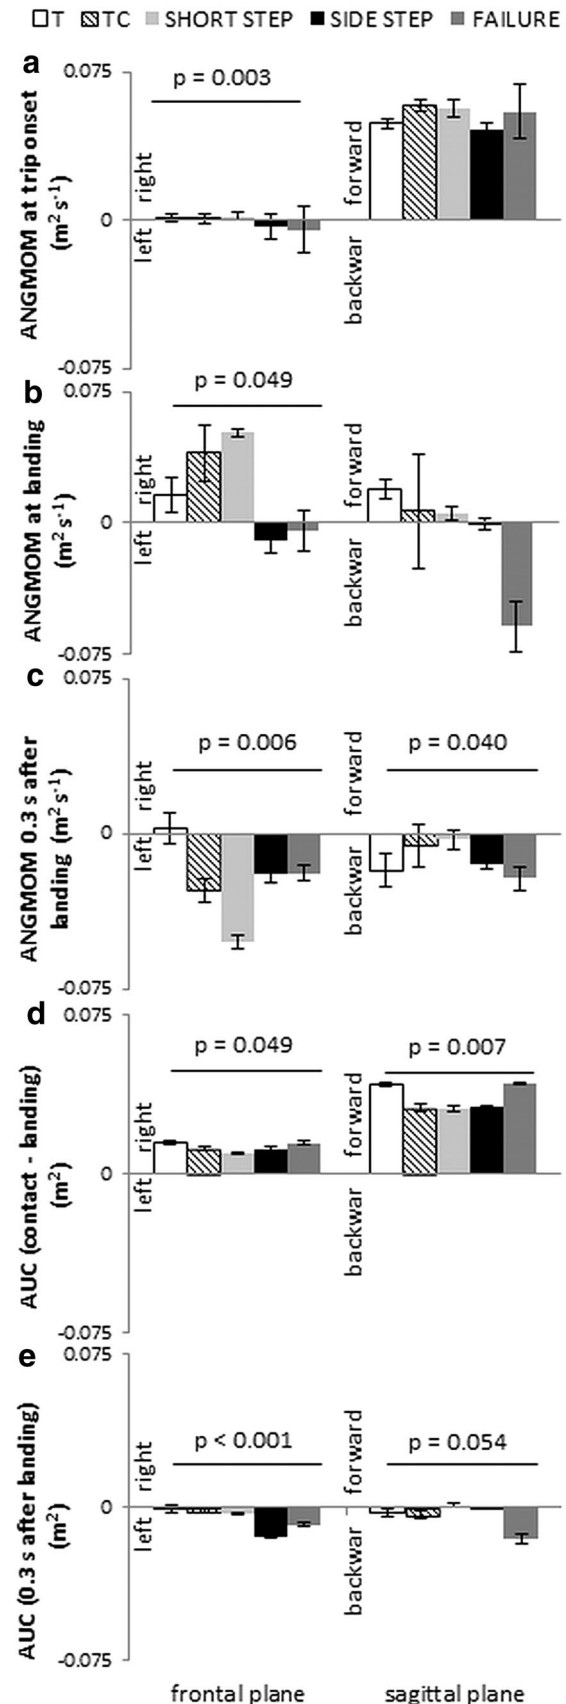 T TC SHORT STEP SIDE STEP FAILURE
a
0.075
p = 0.003
ANGMOM at trip onset
(m² s⁻¹)
right
left
forward
backwar
0
-0.075
b
0.075
p = 0.049
ANGMOM at landing
(m² s⁻¹)
right
left
forward
backwar
0
-0.075
c
0.075
p = 0.006
p = 0.040
ANGMOM 0.3 s after
landing (m² s⁻¹)
right
left
forward
backwar
0
-0.075
d
0.075
p = 0.049
p = 0.007
AUC (contact - landing)
(m²)
right
left
forward
backwar
0
-0.075
e
0.075
p < 0.001
p = 0.054
AUC (0.3 s after landing)
(m²)
right
left
forward
backwar
0
-0.075
frontal plane sagittal plane